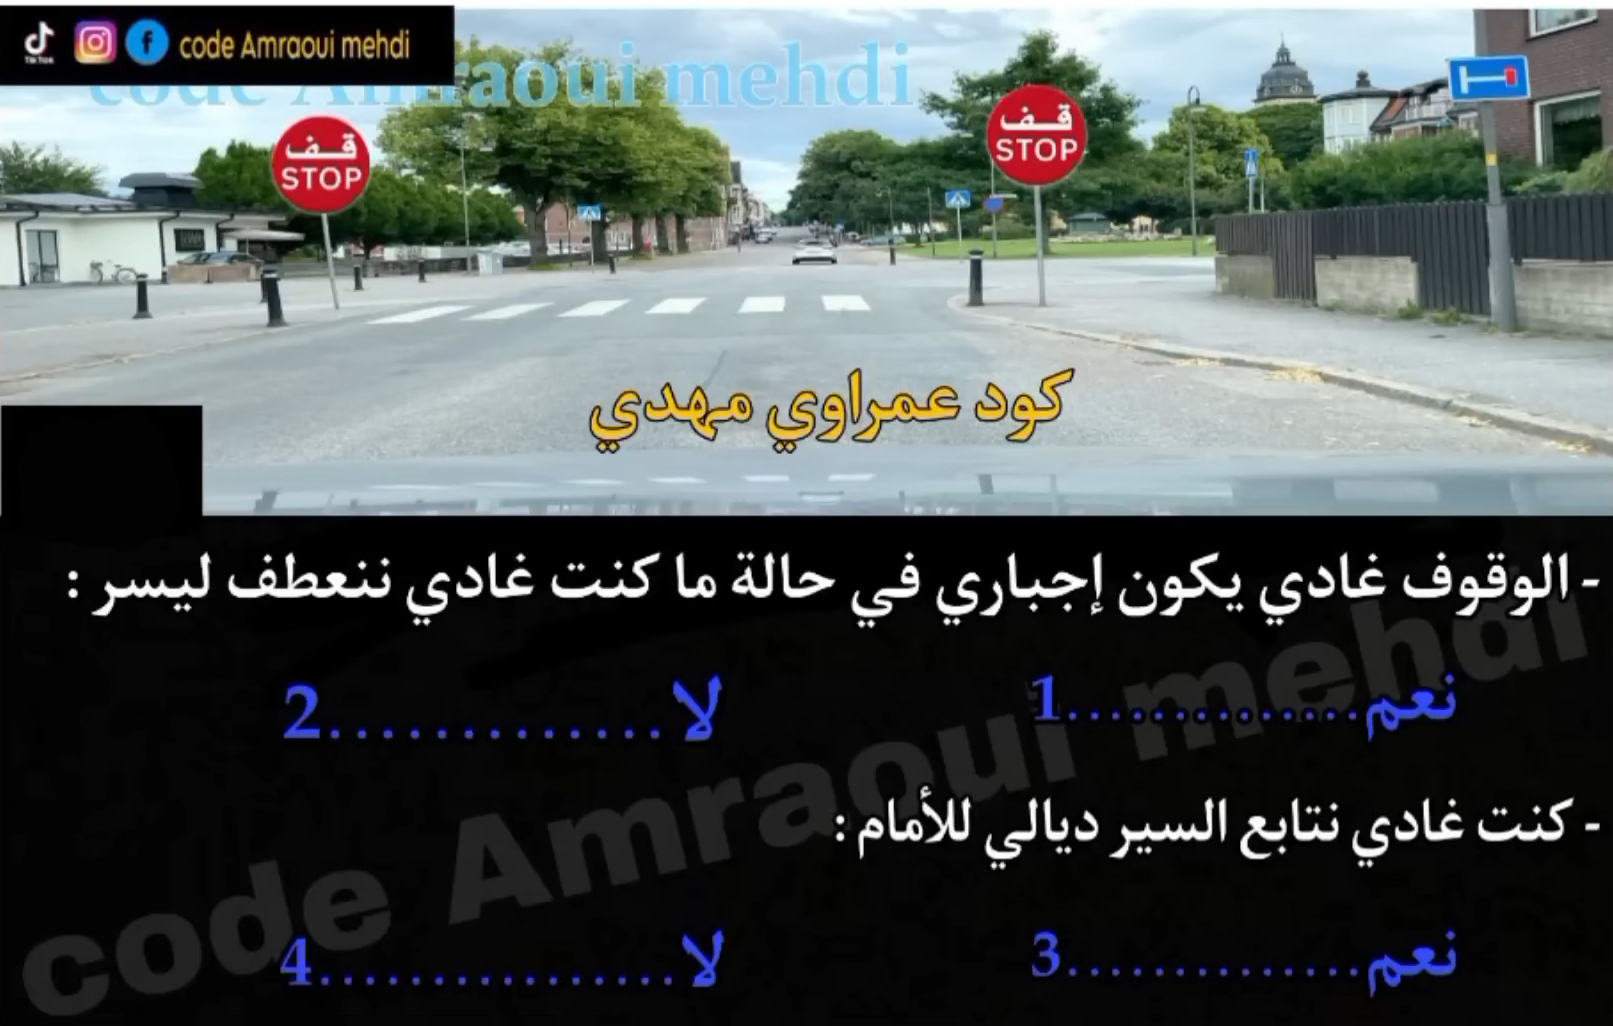 code Amraoui mehdi
code Amraoui mehdi
قف
STOP
قف
STOP
كود عمراوي مهدي
- الوقوف غادي يكون إجباري في حالة ما كنت غادي ننعطف ليسر :
نعم..............1 لا..............2
- كنت غادي نتابع السير ديالي للأمام :
نعم..............3 لا..............4
code Amraoui mehdi